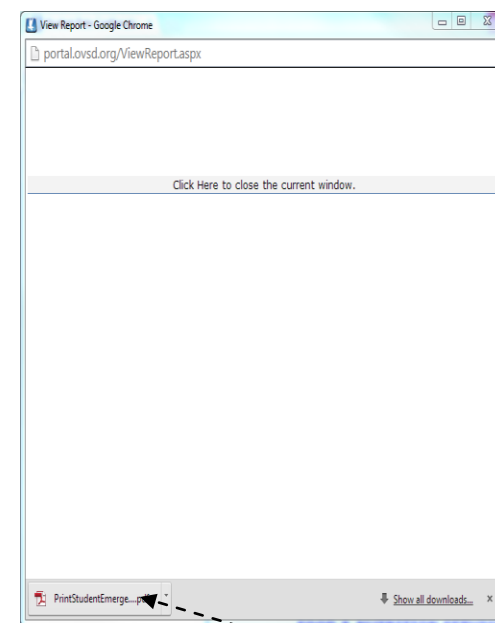 View Report - Google Chrome
portal.ovsd.org/ViewReport.aspx
Click Here to close the current window.
PrintStudentEmerge....pdf
Show all downloads...